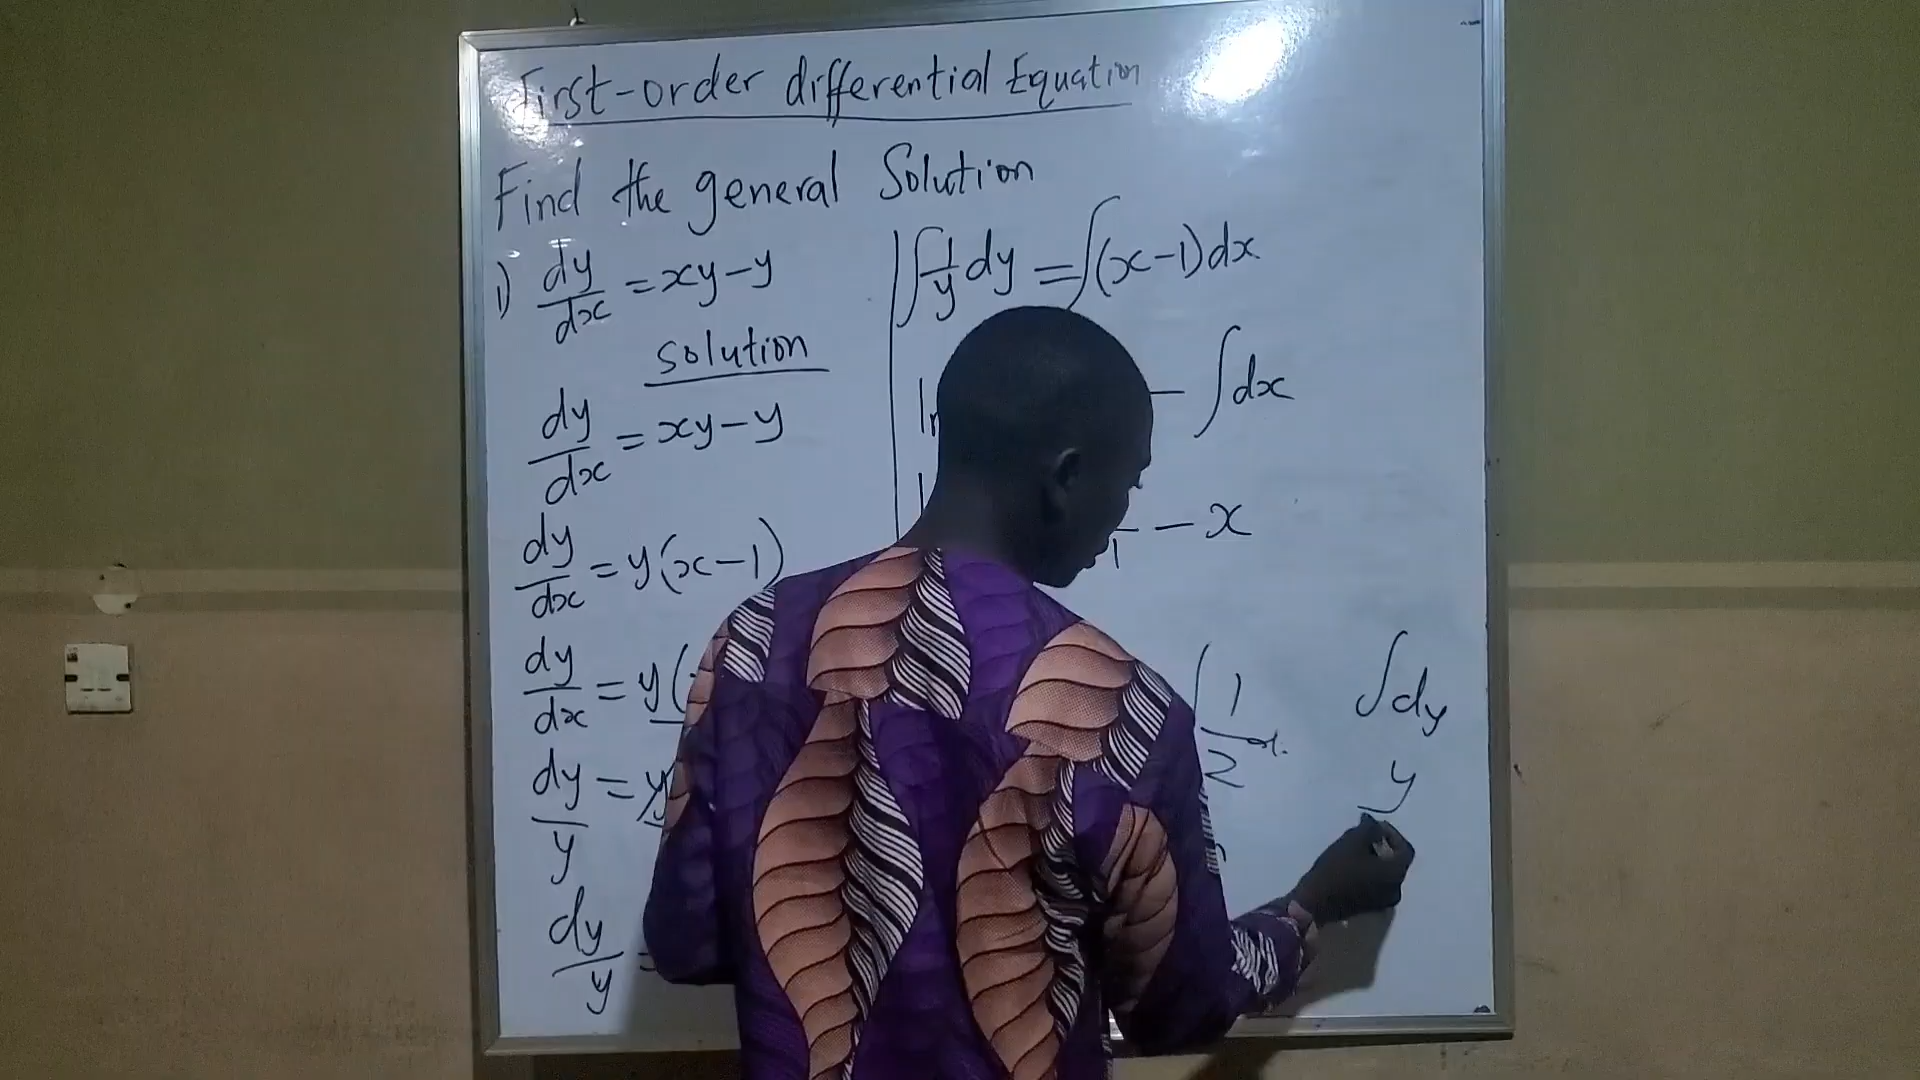 First-order differential Equation
Find the general Solution
1) dy/dx = xy - y
solution
dy/dx = xy - y
dy/dx = y(x-1)
dy/dx = y(
dy/y = y
dy/y =
∫ 1/y dy = ∫(x-1)dx
- ∫dx
1 - x
1/2
∫dy
y